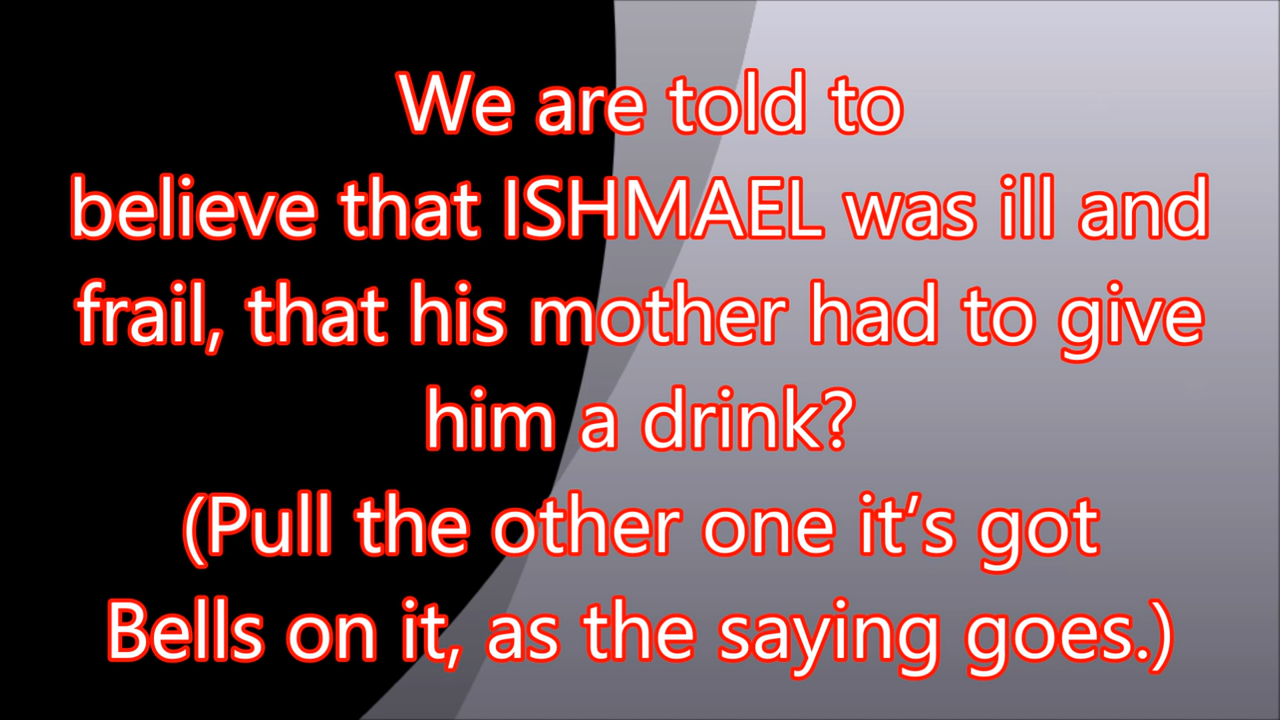 We are told to
believe that ISHMAEL was ill and
frail, that his mother had to give
him a drink?
(Pull the other one it’s got
Bells on it, as the saying goes.)